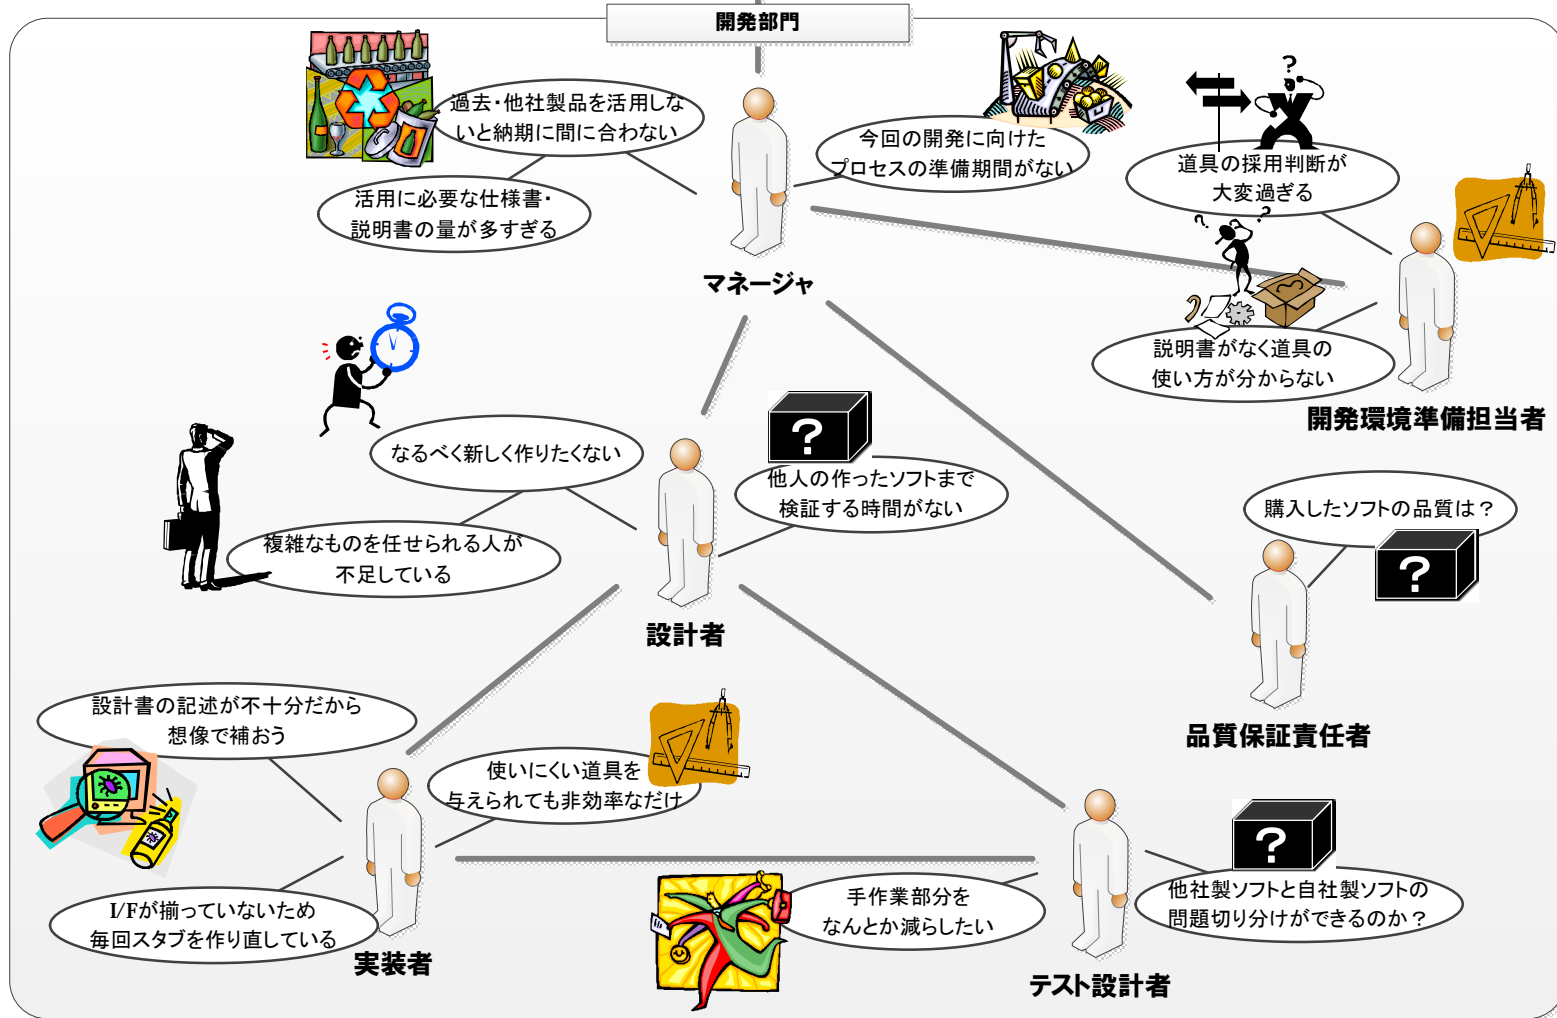 開発部門
過去・他社製品を活用しな
いと納期に間に合わない
今回の開発に向けた
プロセスの準備期間がない
?
道具の採用判断が
大変過ぎる
活用に必要な仕様書・
説明書の量が多すぎる
? ?
マネージャ
説明書がなく道具の
使い方が分からない
開発環境準備担当者
なるべく新しく作りたくない
?
他人の作ったソフトまで
検証する時間がない
購入したソフトの品質は？
?
複雑なものを任せられる人が
不足している
設計者
設計書の記述が不十分だから
想像で補おう
品質保証責任者
使いにくい道具を
与えられても非効率なだけ
?
手作業部分を
なんとか減らしたい
他社製ソフトと自社製ソフトの
問題切り分けができるのか？
I/Fが揃っていないため
毎回スタブを作り直している
実装者
テスト設計者